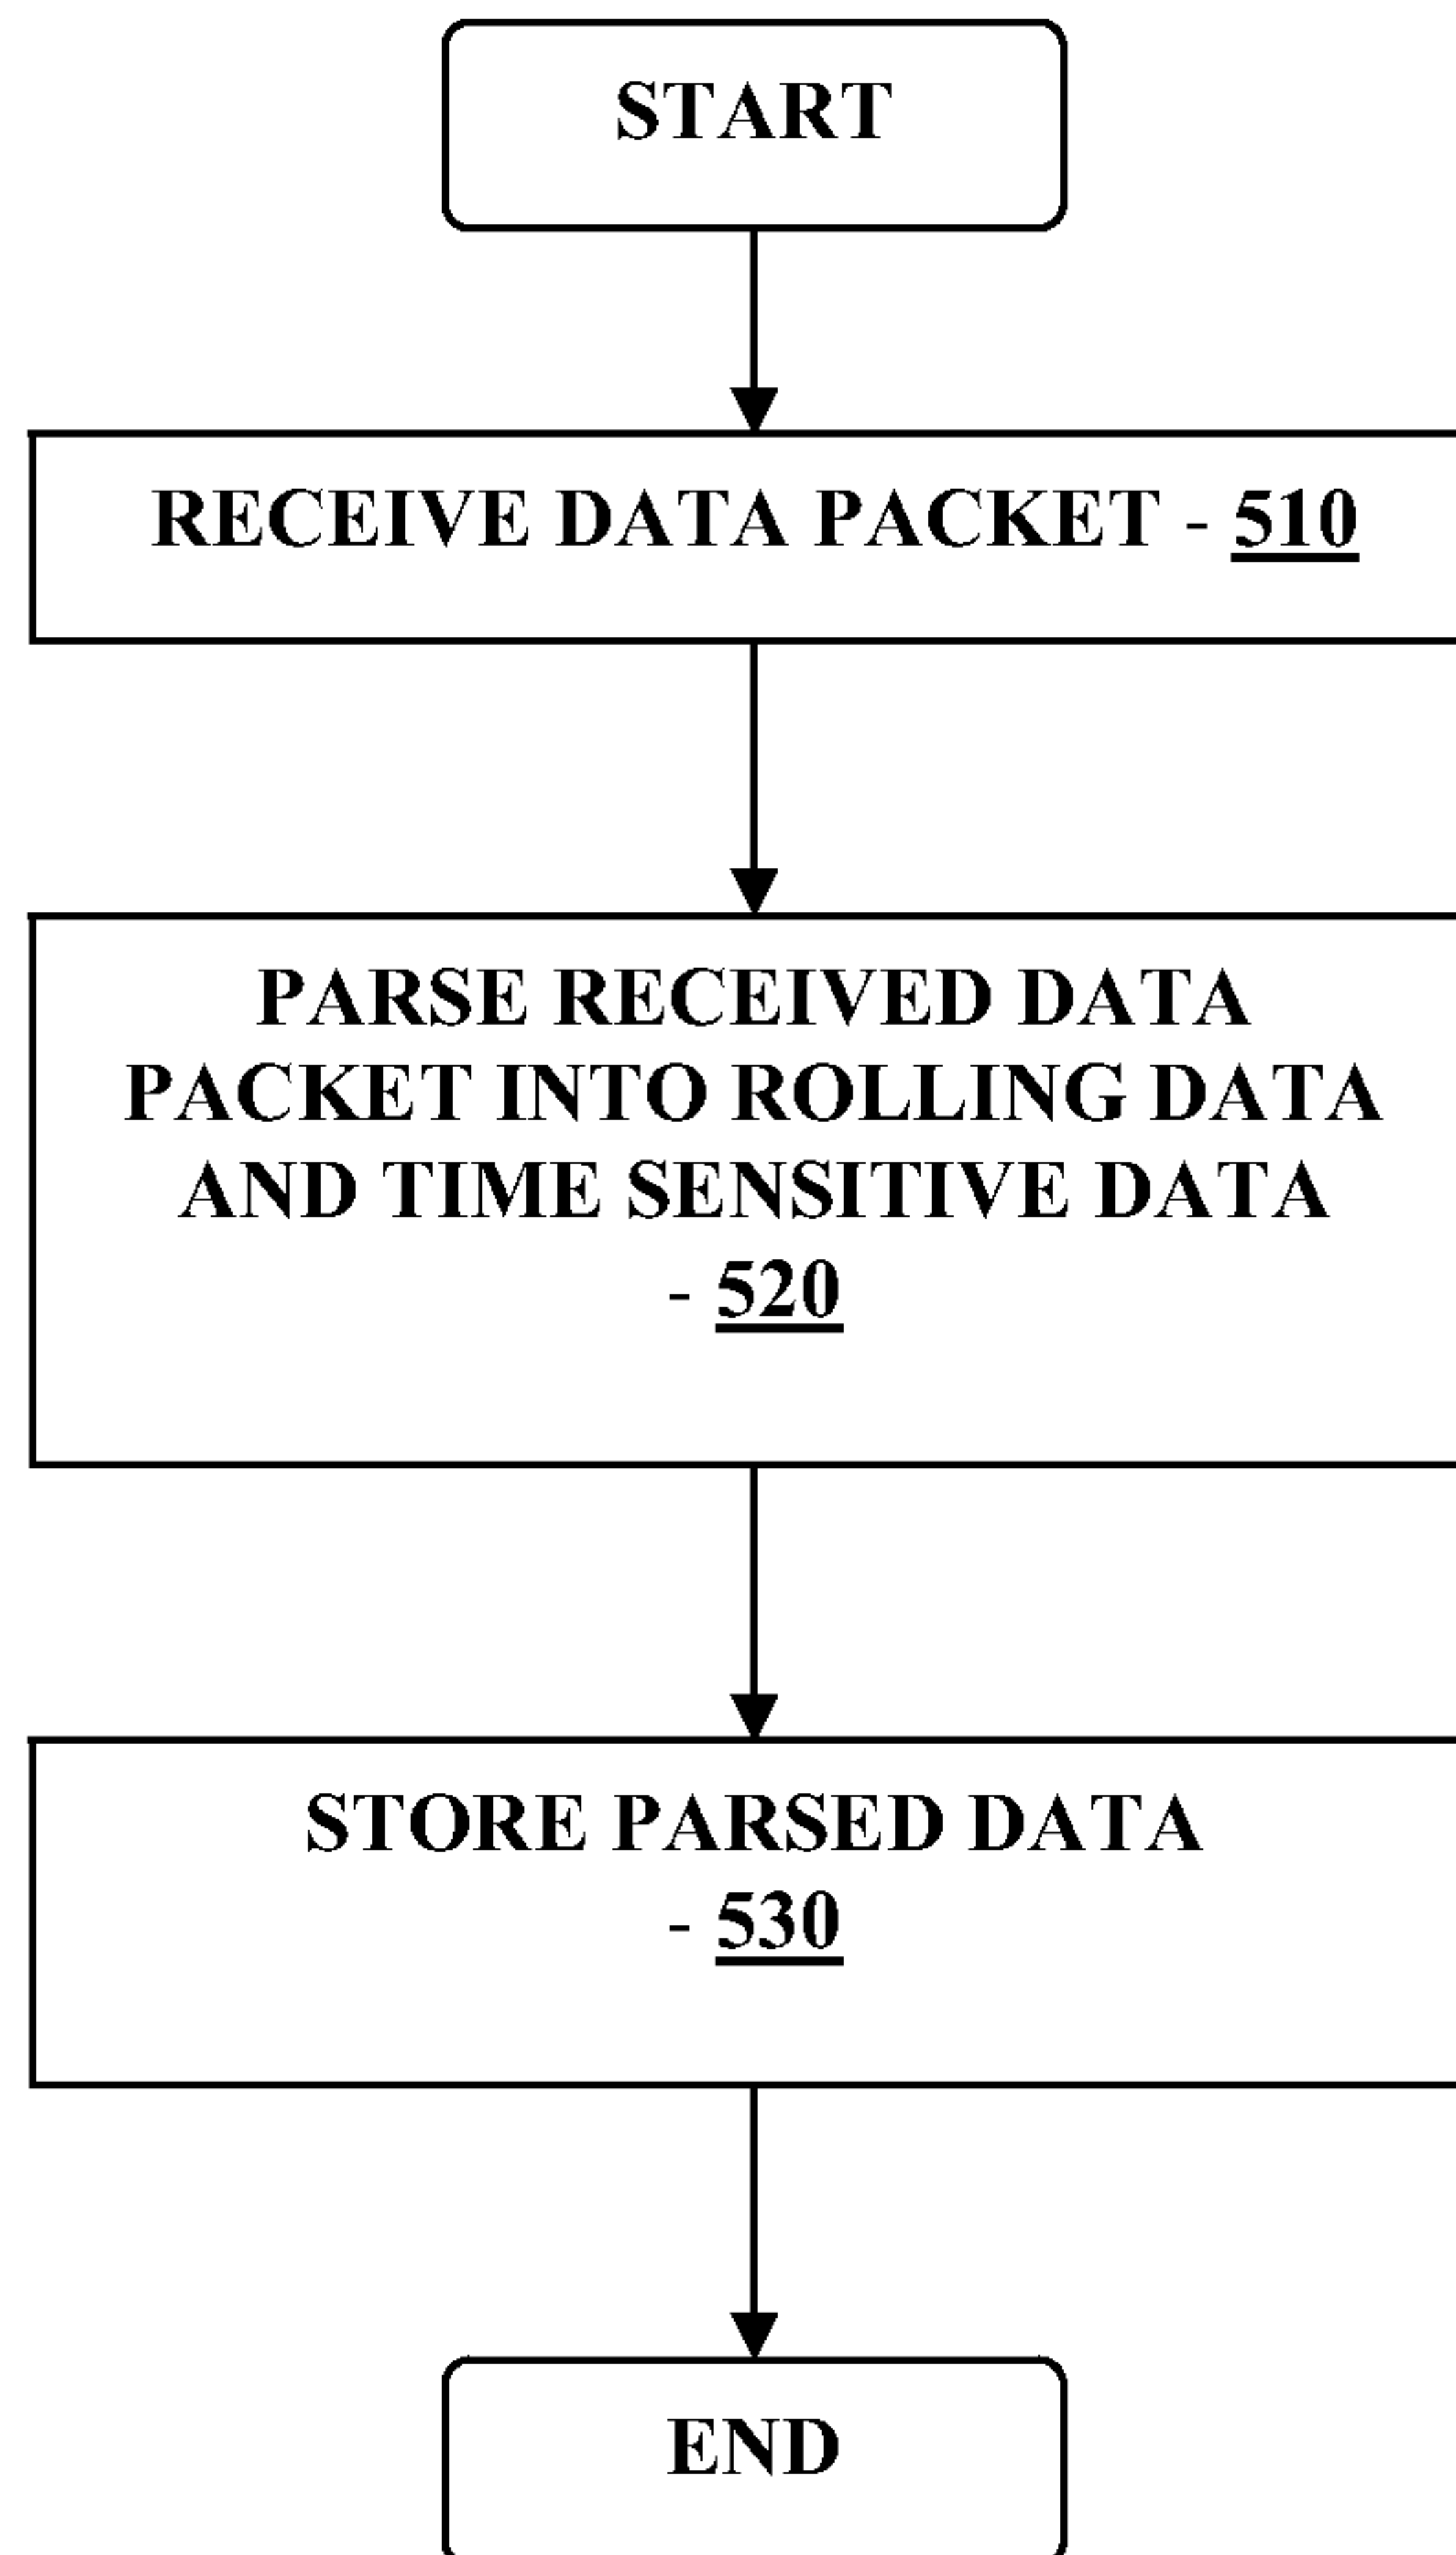 START
RECEIVE DATA PACKET - 510
PARSE RECEIVED DATA
PACKET INTO ROLLING DATA
AND TIME SENSITIVE DATA
- 520
STORE PARSED DATA
- 530
END